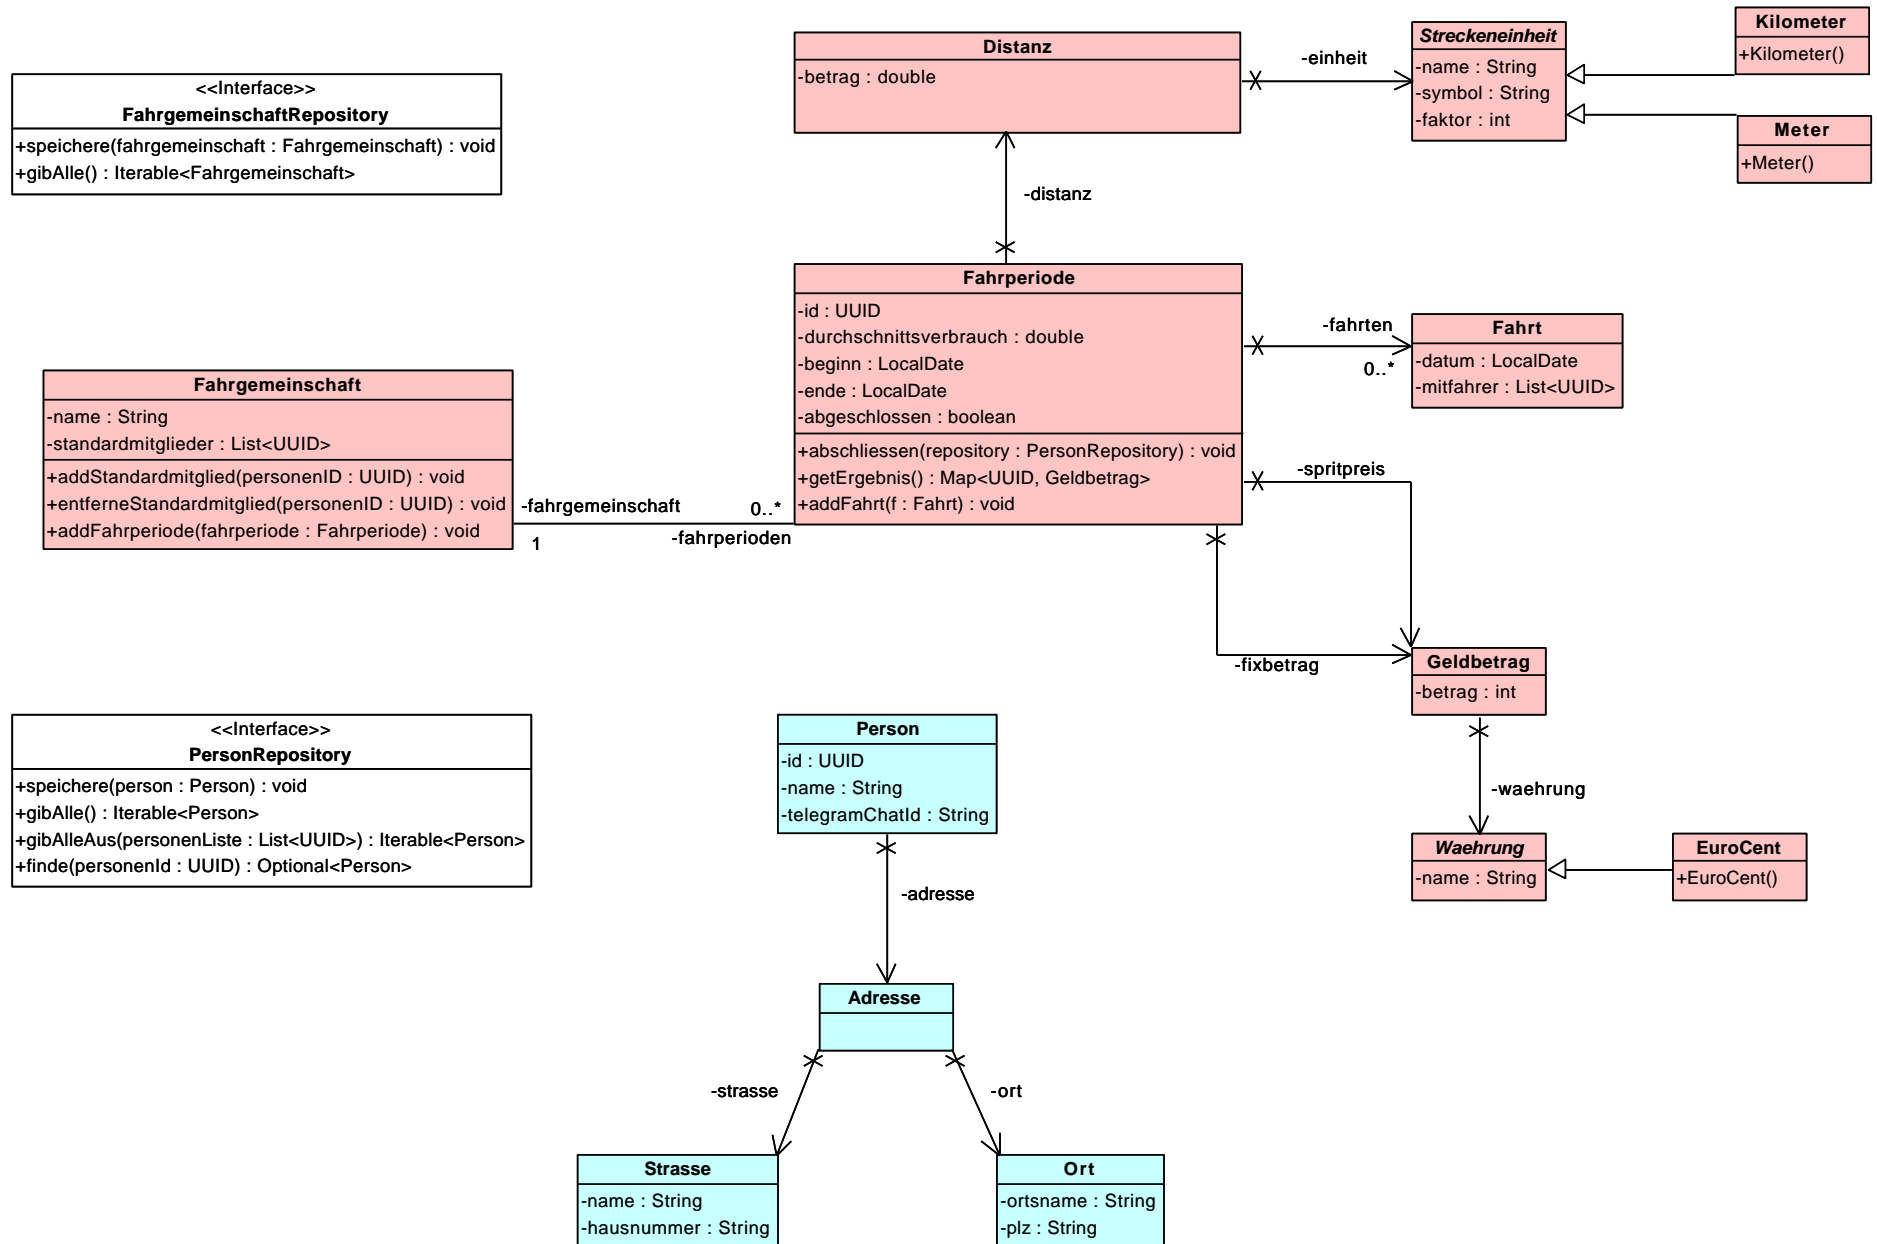 <<Interface>>
FahrgemeinschaftRepository
+speichere(fahrgemeinschaft : Fahrgemeinschaft) : void
+gibAlle() : Iterable<Fahrgemeinschaft>
Distanz
-betrag : double
-einheit
Streckeneinheit
-name : String
-symbol : String
-faktor : int
Kilometer
+Kilometer()
Meter
+Meter()
-distanz
Fahrperiode
-id : UUID
-durchschnittsverbrauch : double
-beginn : LocalDate
-ende : LocalDate
-abgeschlossen : boolean
+abschliessen(repository : PersonRepository) : void
+getErgebnis() : Map<UUID, Geldbetrag>
+addFahrt(f : Fahrt) : void
-fahrten
0..*
Fahrt
-datum : LocalDate
-mitfahrer : List<UUID>
Fahrgemeinschaft
-name : String
-standardmitglieder : List<UUID>
+addStandardmitglied(personenID : UUID) : void
+entferneStandardmitglied(personenID : UUID) : void
+addFahrperiode(fahrperiode : Fahrperiode) : void
-fahrgemeinschaft
0..*
1
-fahrperioden
-spritpreis
-fixbetrag
Geldbetrag
-betrag : int
-waehrung
Waehrung
-name : String
EuroCent
+EuroCent()
<<Interface>>
PersonRepository
+speichere(person : Person) : void
+gibAlle() : Iterable<Person>
+gibAlleAus(personenListe : List<UUID>) : Iterable<Person>
+finde(personenId : UUID) : Optional<Person>
Person
-id : UUID
-name : String
-telegramChatId : String
-adresse
Adresse
-strasse
-ort
Strasse
-name : String
-hausnummer : String
Ort
-ortsname : String
-plz : String